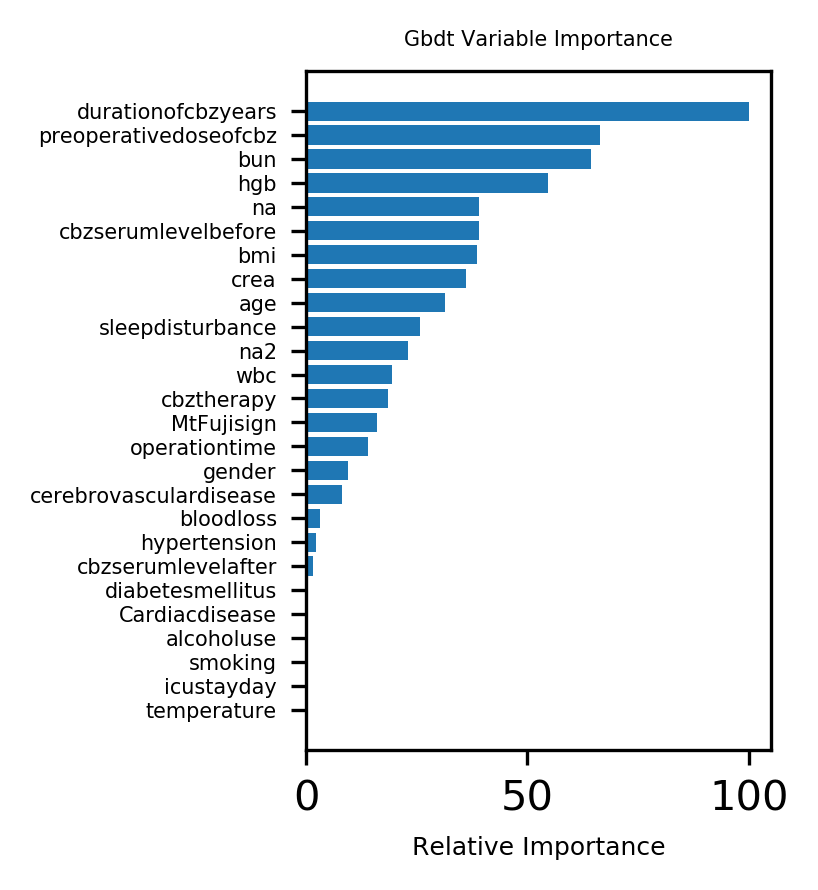 Gbdt Variable Importance
durationofcbzyears
preoperativedoseofcbz
bun
hgb
na
cbzserumlevelbefore
bmi
crea
age
sleepdisturbance
na2
wbc
cbztherapy
MtFujisign
operationtime
gender
cerebrovasculardisease
bloodloss
hypertension
cbzserumlevelafter
diabetesmellitus
Cardiacdisease
alcoholuse
smoking
icustayday
temperature
0 50 100
Relative Importance